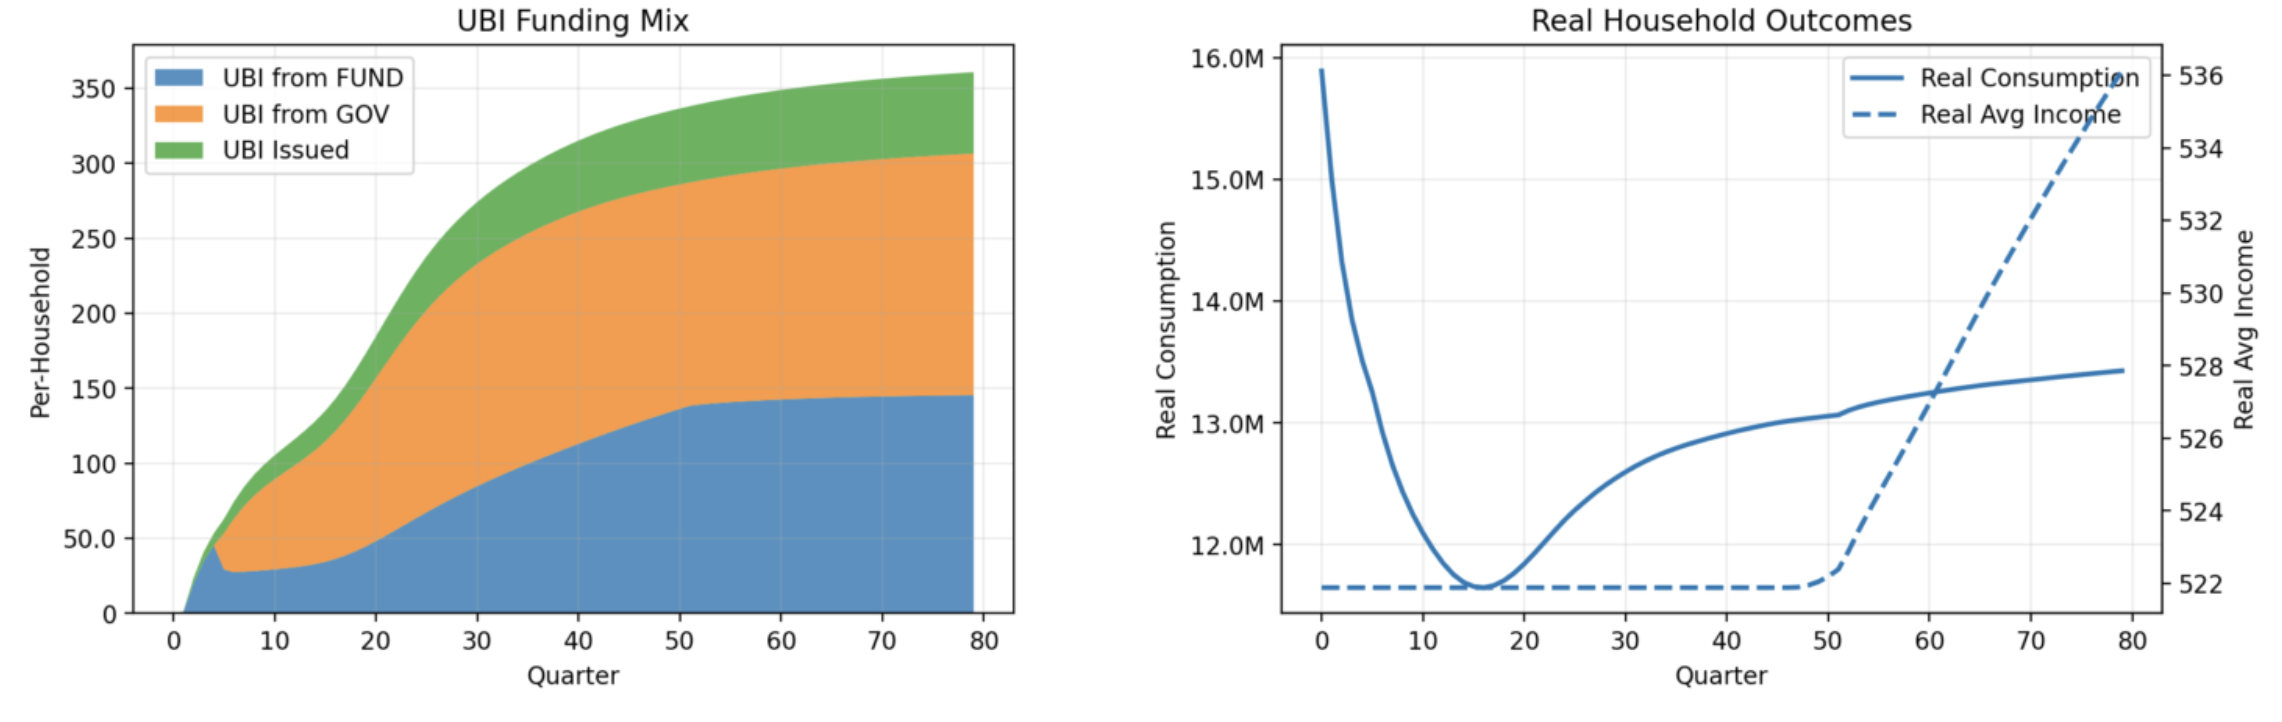 UBI Funding Mix
350
300
250
200
150
100
50.0
0
Per-Household
UBI from FUND
UBI from GOV
UBI Issued
0 10 20 30 40 50 60 70 80
Quarter
Real Household Outcomes
16.0M
15.0M
14.0M
13.0M
12.0M
Real Consumption
Real Consumption
Real Avg Income
536
534
532
530
528
526
524
522
Real Avg Income
0 10 20 30 40 50 60 70 80
Quarter